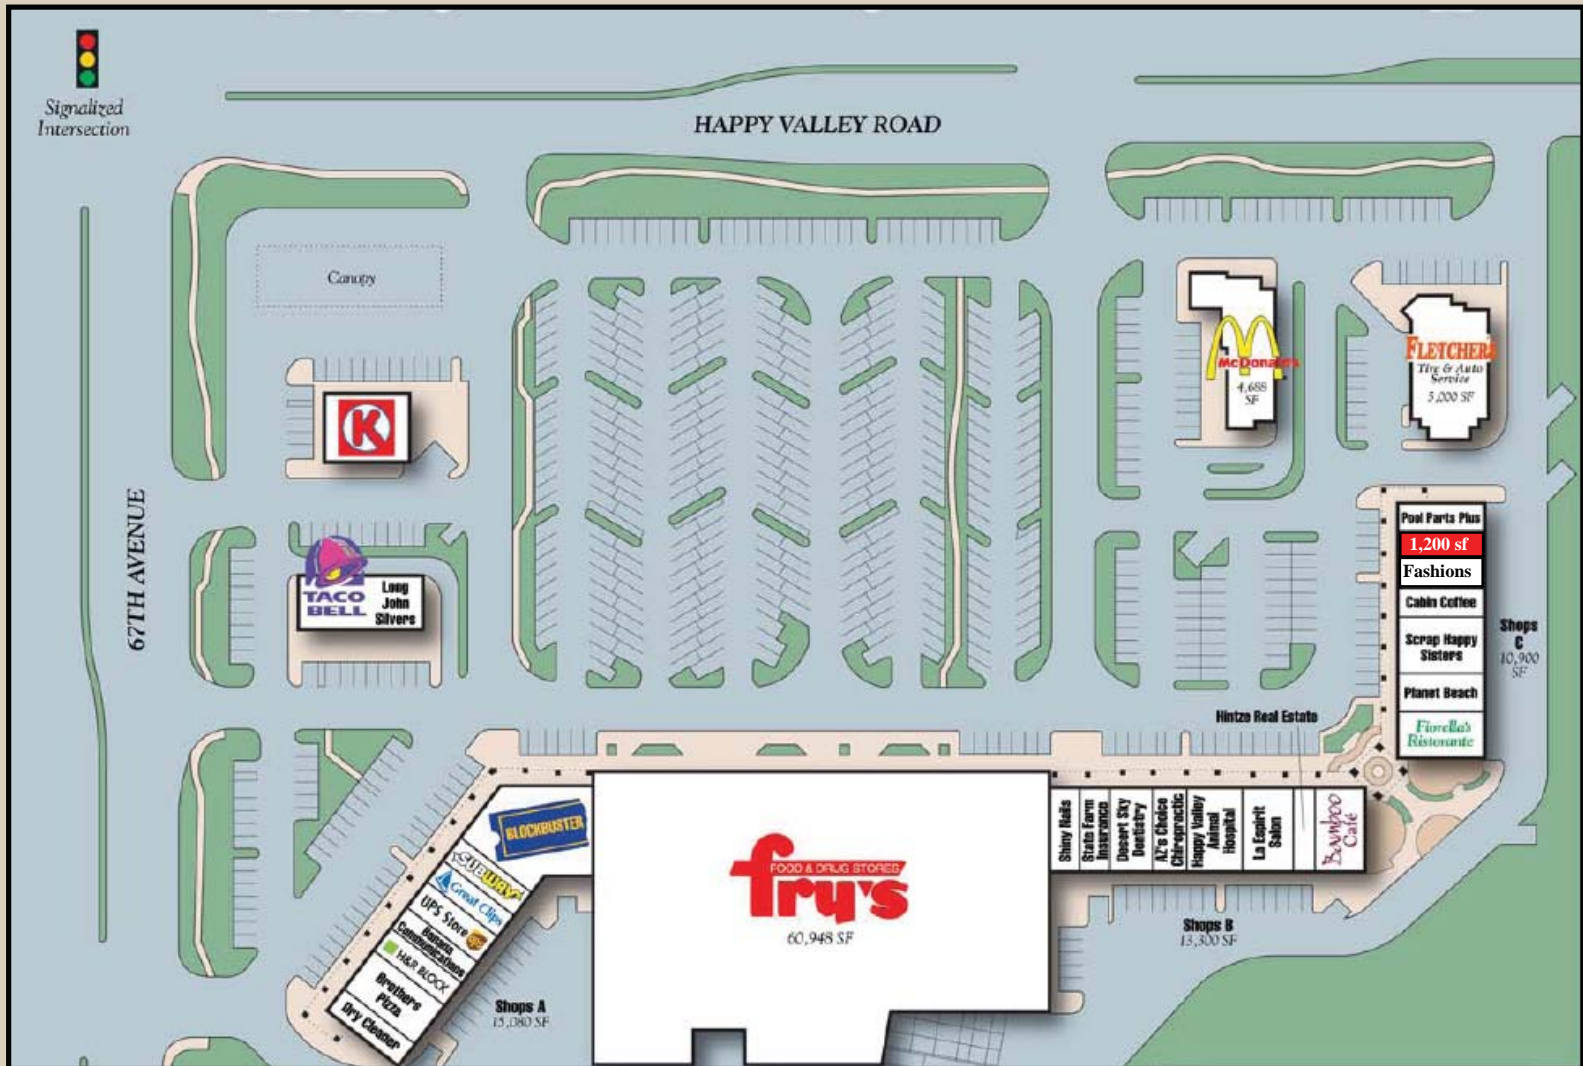 Signalized
Intersection
HAPPY VALLEY ROAD
Canopy
K
McDonald's
4,688
SF
FLETCHER'S
Tire & Auto
Service
5,000 SF
67TH AVENUE
TACO
BELL
Long
John
Silvers
Pool Parts Plus
1,200 sf
Fashions
Cabin Coffee
Scrap Happy
Sisters
Planet Beach
Fiorella's
Ristorante
Shops
C
10,900
SF
Hintze Real Estate
BLOCKBUSTER
SUBWAY
Great Clips
UPS Store
Banana
Communications
H&R BLOCK
Brothers
Pizza
Dry Cleaner
Shops A
15,080 SF
FOOD & DRUG STORES
fry's
60,948 SF
Shiny Nails
State Farm
Insurance
Desert Sky
Dentistry
AZ's Choice
Chiropractic
Happy Valley
Animal
Hospital
La Espirit
Salon
Bamboo
Café
Shops B
13,300 SF